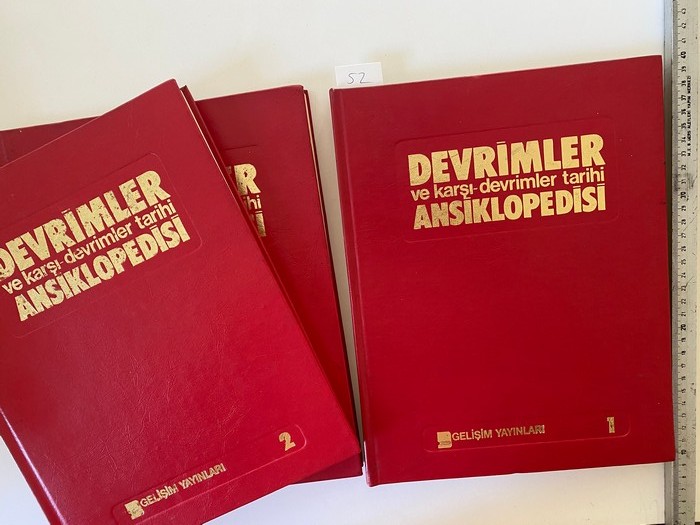 52
DEVRİMLER
ve karşı-devrimler tarihi
ANSİKLOPEDİSİ
GELİŞİM YAYINLARI
1
DEVRİMLER
ve karşı-devrimler tarihi
ANSİKLOPEDİSİ
GELİŞİM YAYINLARI
2